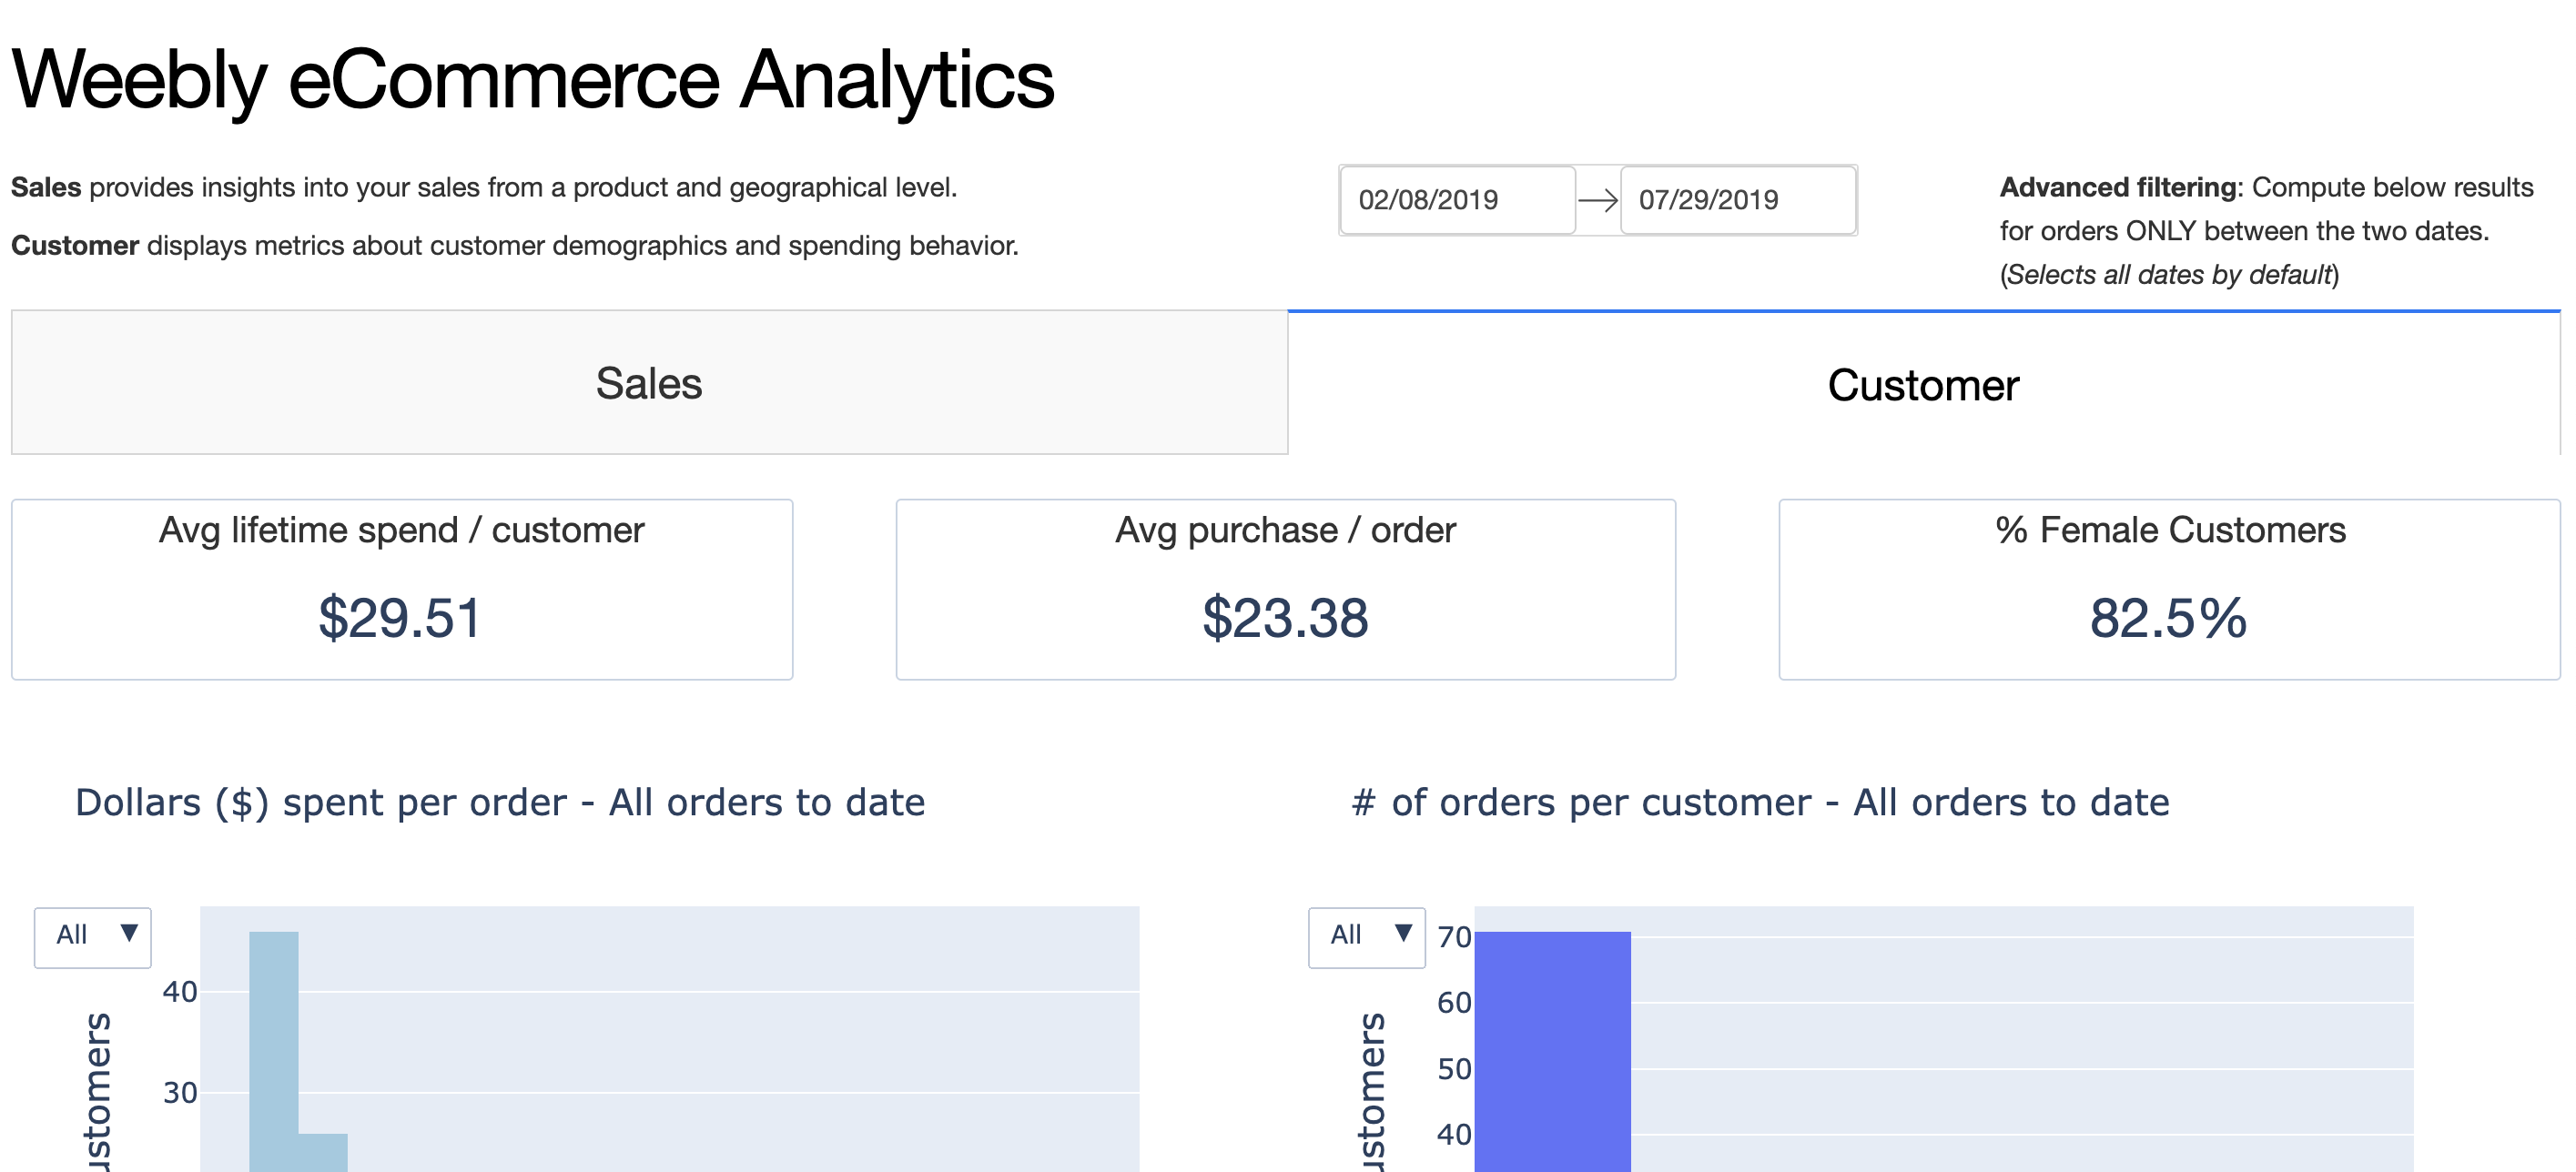 Weebly eCommerce Analytics
Sales provides insights into your sales from a product and geographical level.
Customer displays metrics about customer demographics and spending behavior.
02/08/2019 → 07/29/2019
Advanced filtering: Compute below results
for orders ONLY between the two dates.
(Selects all dates by default)
Sales
Customer
Avg lifetime spend / customer
$29.51
Avg purchase / order
$23.38
% Female Customers
82.5%
Dollars ($) spent per order - All orders to date
All ▼
40
30
# of orders per customer - All orders to date
All ▼
70
60
50
40